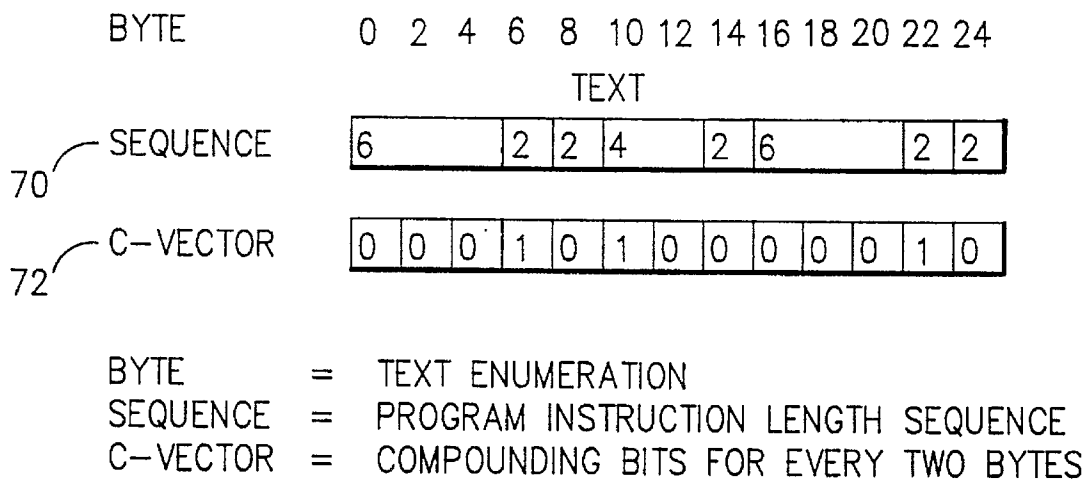 BYTE 0 2 4 6 8 10 12 14 16 18 20 22 24
TEXT
SEQUENCE 6 2 2 4 2 6 2 2
70
C-VECTOR 0 0 0 1 0 1 0 0 0 0 0 1 0
72
BYTE = TEXT ENUMERATION
SEQUENCE = PROGRAM INSTRUCTION LENGTH SEQUENCE
C-VECTOR = COMPOUNDING BITS FOR EVERY TWO BYTES